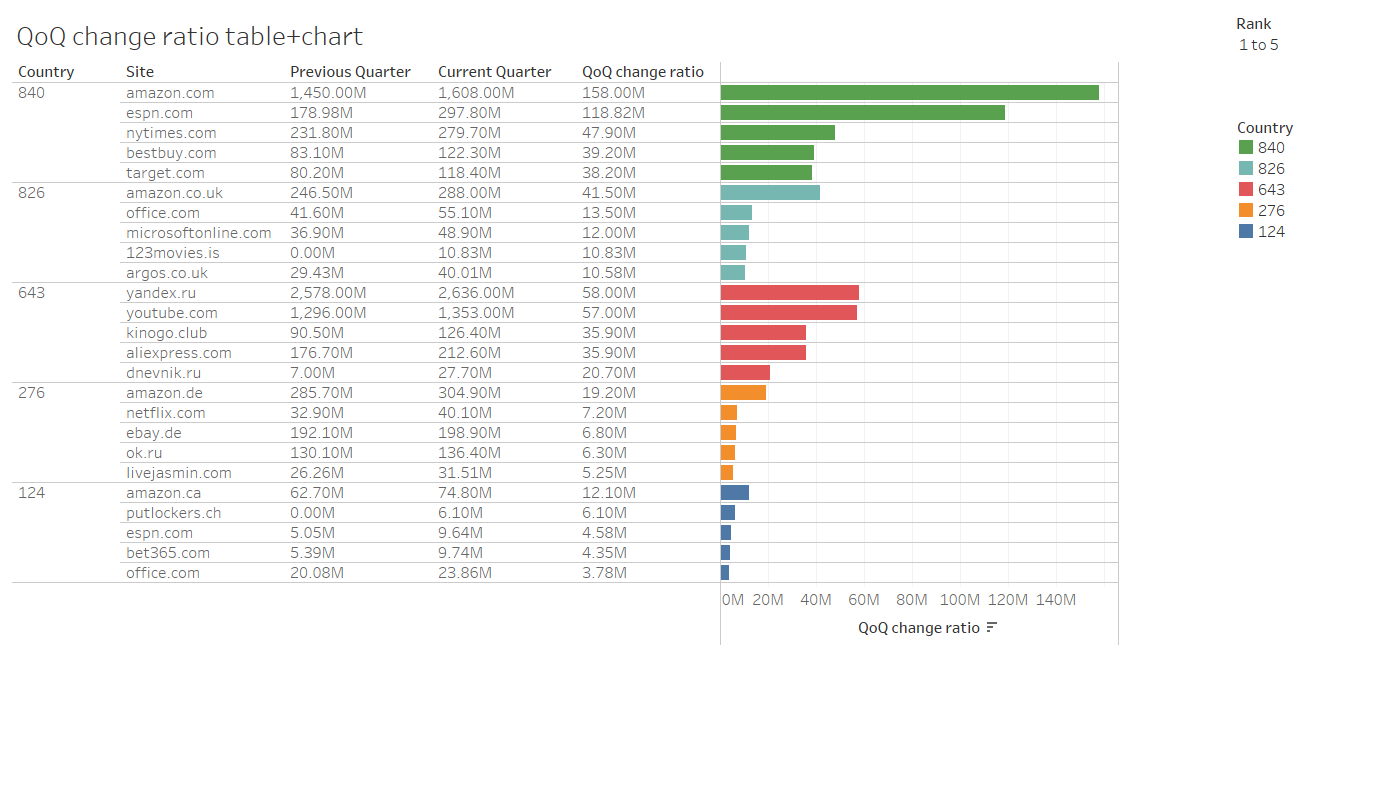 QoQ change ratio table+chart
Country Site Previous Quarter Current Quarter QoQ change ratio
840 amazon.com 1,450.00M 1,608.00M 158.00M
espn.com 178.98M 297.80M 118.82M
nytimes.com 231.80M 279.70M 47.90M
bestbuy.com 83.10M 122.30M 39.20M
target.com 80.20M 118.40M 38.20M
826 amazon.co.uk 246.50M 288.00M 41.50M
office.com 41.60M 55.10M 13.50M
microsoftonline.com 36.90M 48.90M 12.00M
123movies.is 0.00M 10.83M 10.83M
argos.co.uk 29.43M 40.01M 10.58M
643 yandex.ru 2,578.00M 2,636.00M 58.00M
youtube.com 1,296.00M 1,353.00M 57.00M
kinogo.club 90.50M 126.40M 35.90M
aliexpress.com 176.70M 212.60M 35.90M
dnevnik.ru 7.00M 27.70M 20.70M
276 amazon.de 285.70M 304.90M 19.20M
netflix.com 32.90M 40.10M 7.20M
ebay.de 192.10M 198.90M 6.80M
ok.ru 130.10M 136.40M 6.30M
livejasmin.com 26.26M 31.51M 5.25M
124 amazon.ca 62.70M 74.80M 12.10M
putlockers.ch 0.00M 6.10M 6.10M
espn.com 5.05M 9.64M 4.58M
bet365.com 5.39M 9.74M 4.35M
office.com 20.08M 23.86M 3.78M
0M 20M 40M 60M 80M 100M 120M 140M
QoQ change ratio
Rank
1 to 5
Country
840
826
643
276
124